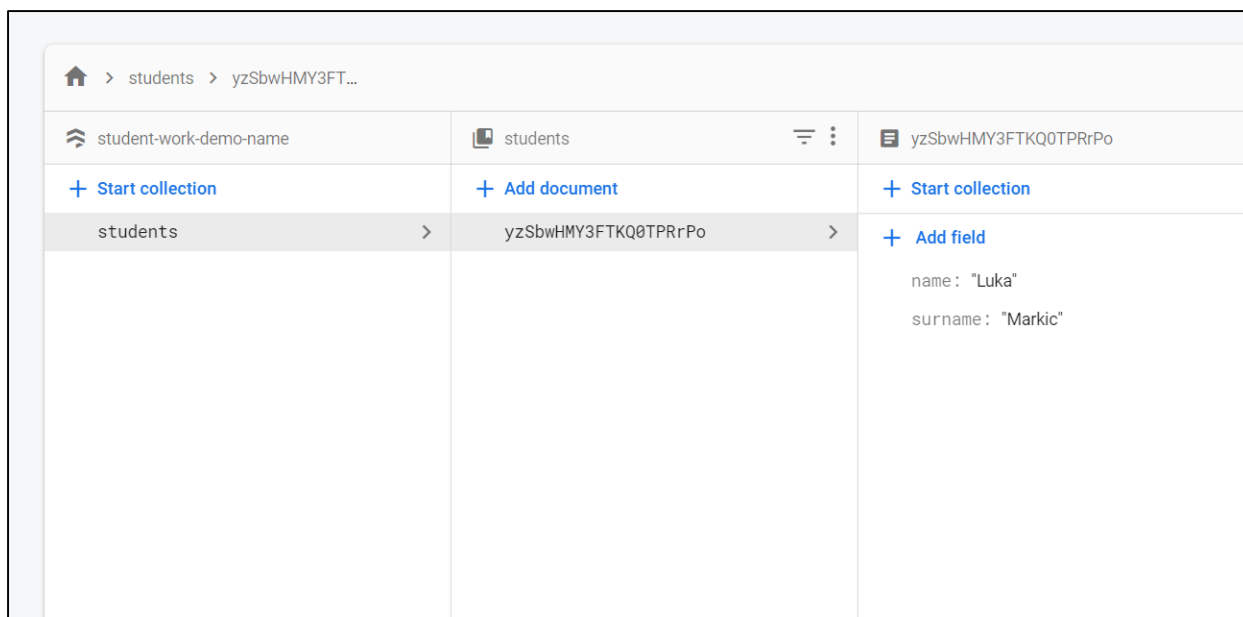 students yzSbwHMY3FT...
student-work-demo-name
Start collection
students
students
Add document
yzSbwHMY3FTKQ0TPRrPo
yzSbwHMY3FTKQ0TPRrPo
Start collection
Add field
name: "Luka"
surname: "Markic"